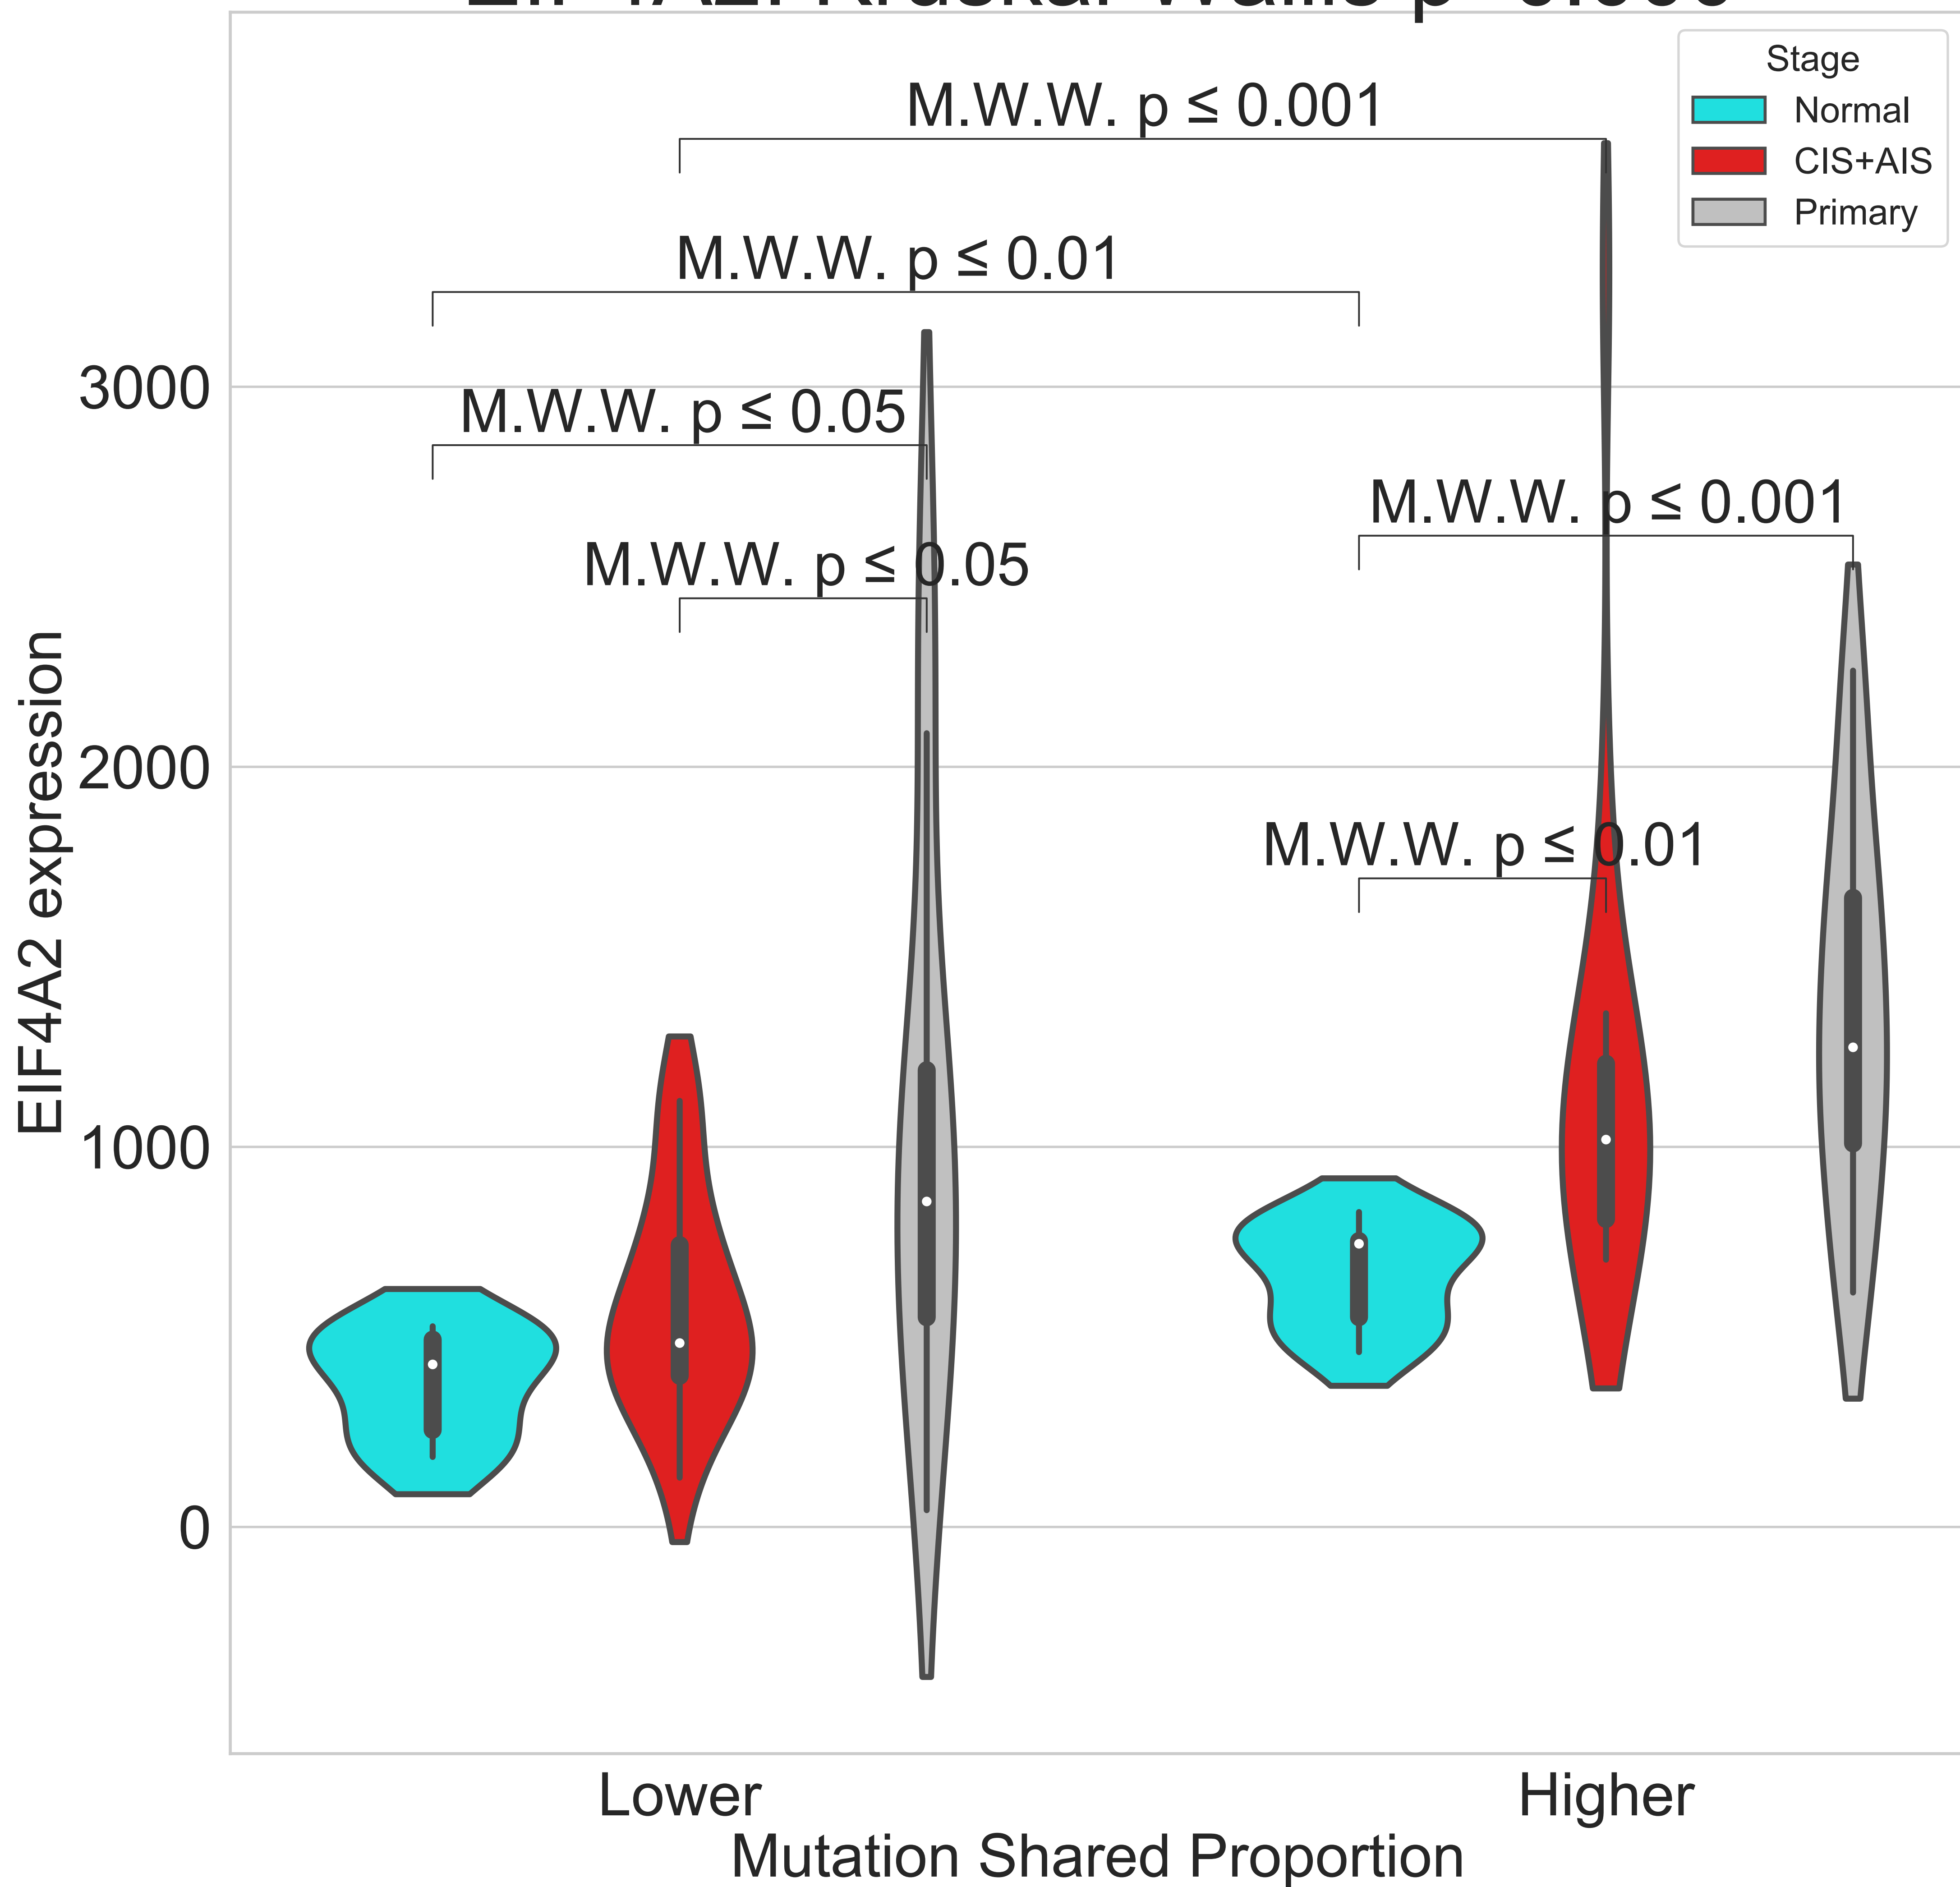 Stage
Normal
CIS+AIS
Primary
M.W.W. p ≤ 0.001
M.W.W. p ≤ 0.01
M.W.W. p ≤ 0.05
M.W.W. p ≤ 0.05
M.W.W. p ≤ 0.001
M.W.W. p ≤ 0.01
EIF4A2 expression
3000
2000
1000
0
Lower
Higher
Mutation Shared Proportion